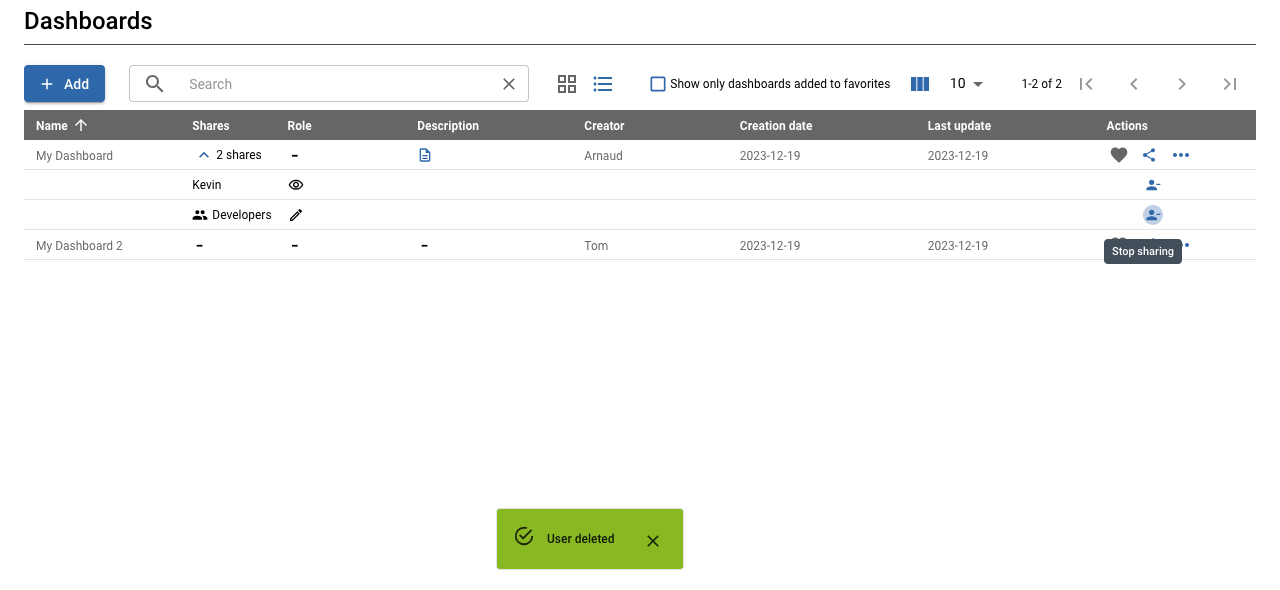 Dashboards
Add
Search
Show only dashboards added to favorites
10
1-2 of 2
Name Shares Role Description Creator Creation date Last update Actions
My Dashboard 2 shares - Arnaud 2023-12-19 2023-12-19
Kevin
Developers
My Dashboard 2 - - - Tom 2023-12-19 2023-12-19
Stop sharing
User deleted